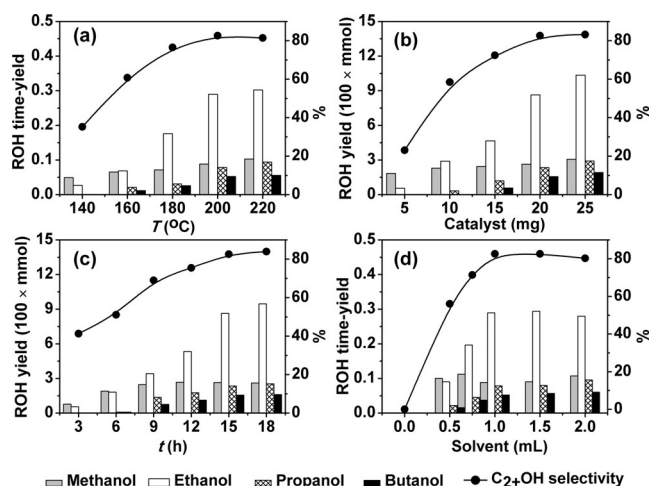 (a)
ROH time-yield
0.5
0.4
0.3
0.2
0.1
0.0
80
60
40
20
0
%
140 160 180 200 220
T (°C)
(b)
ROH yield (100 × mmol)
15
12
9
6
3
0
80
60
40
20
0
%
5 10 15 20 25
Catalyst (mg)
(c)
ROH yield (100 × mmol)
15
12
9
6
3
0
80
60
40
20
0
%
3 6 9 12 15 18
t (h)
(d)
ROH time-yield
0.5
0.4
0.3
0.2
0.1
0.0
80
60
40
20
0
%
0.0 0.5 1.0 1.5 2.0
Solvent (mL)
Methanol Ethanol Propanol Butanol C2+OH selectivity